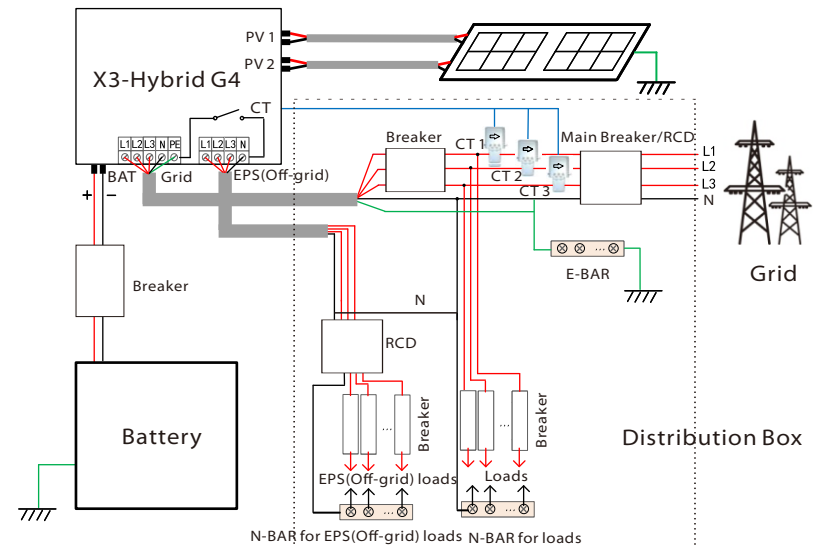 PV 1
PV 2
X3-Hybrid G4
CT
L1 L2 L3 N PE
L1 L2 L3 N
BAT
Grid
EPS(Off-grid)
+
−
Breaker
Battery
Breaker
CT 1
CT 2
CT 3
Main Breaker/RCD
L1
L2
L3
N
Grid
E-BAR
N
RCD
...
Breaker
...
Breaker
Distribution Box
EPS(Off-grid) loads
Loads
...
...
N-BAR for EPS(Off-grid) loads
N-BAR for loads